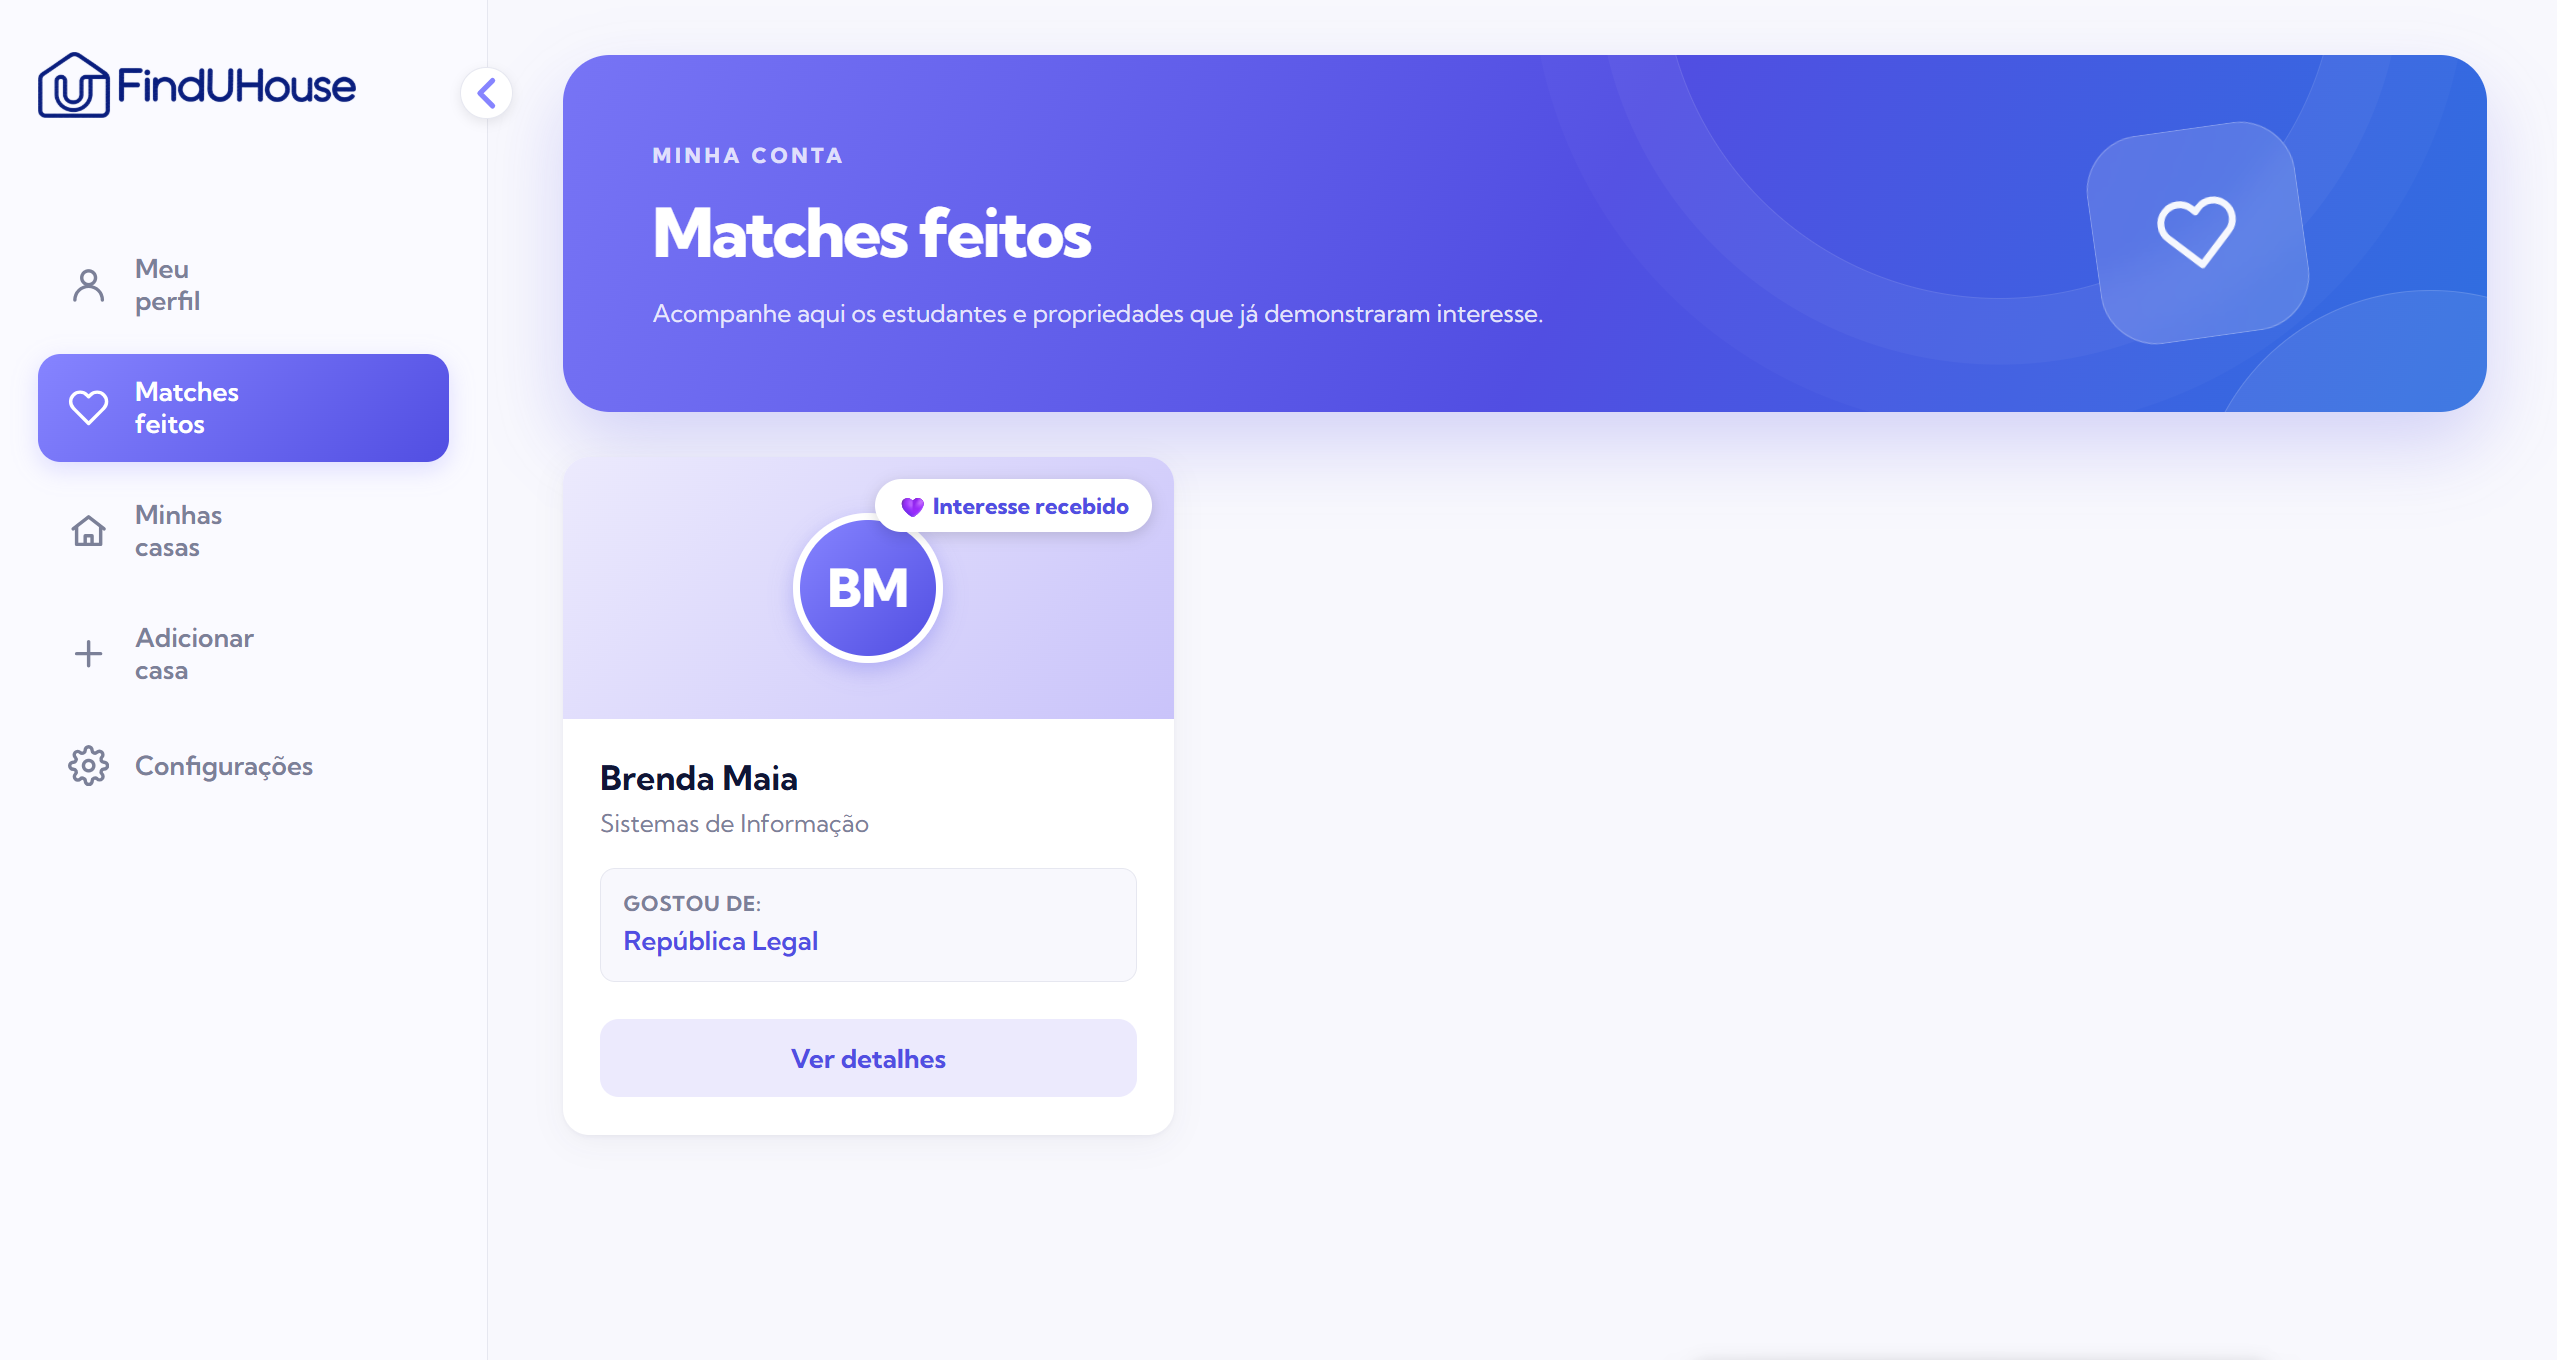 FindUHouse
Meu
perfil
Matches
feitos
Minhas
casas
Adicionar
casa
Configurações
MINHA CONTA
Matches feitos
Acompanhe aqui os estudantes e propriedades que já demonstraram interesse.
💜 Interesse recebido
BM
Brenda Maia
Sistemas de Informação
GOSTOU DE:
República Legal
Ver detalhes